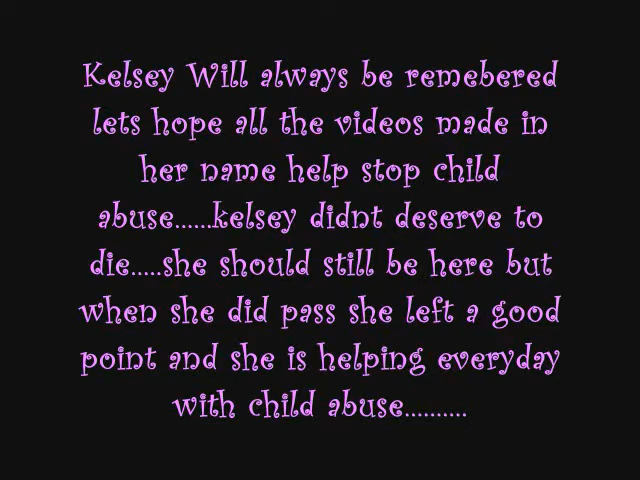 Kelsey Will always be remebered
lets hope all the videos made in
her name help stop child
abuse......kelsey didnt deserve to
die.....she should still be here but
when she did pass she left a good
point and she is helping everyday
with child abuse..........